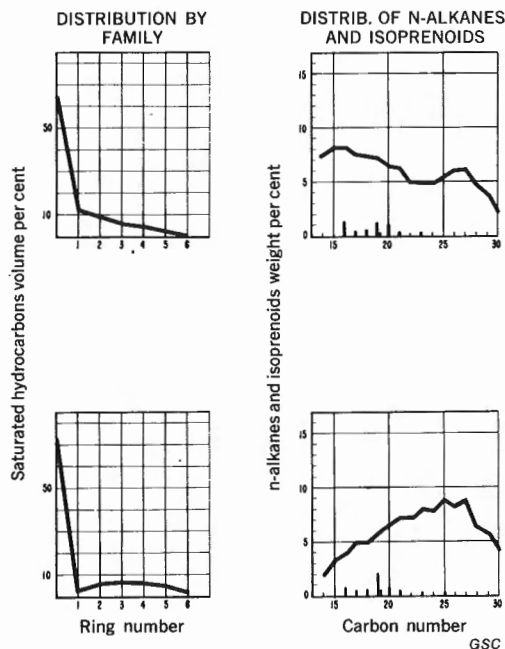 DISTRIBUTION BY
FAMILY
DISTRIB. OF N-ALKANES
AND ISOPRENOIDS
Saturated hydrocarbons volume per cent
50
10
1 2 3 4 5 6
n-alkanes and isoprenoids weight per cent
15
10
5
0
15 20 25 30
50
10
1 2 3 4 5 6
Ring number
15
10
5
0
15 20 25 30
Carbon number
GSC